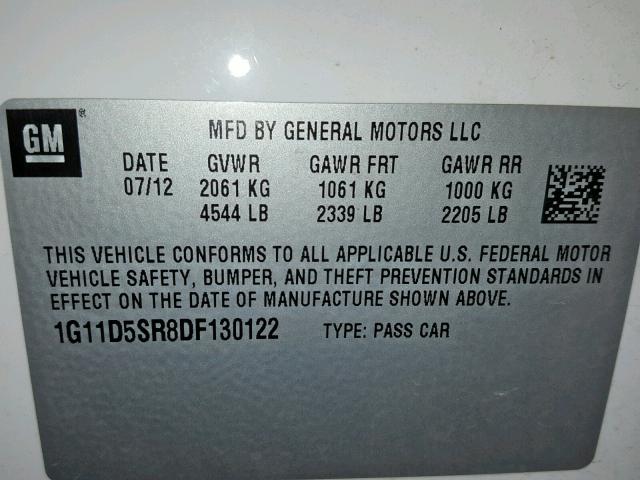 GM®
MFD BY GENERAL MOTORS LLC
DATE GVWR GAWR FRT GAWR RR
07/12 2061 KG 1061 KG 1000 KG
4544 LB 2339 LB 2205 LB
THIS VEHICLE CONFORMS TO ALL APPLICABLE U.S. FEDERAL MOTOR
VEHICLE SAFETY, BUMPER, AND THEFT PREVENTION STANDARDS IN
EFFECT ON THE DATE OF MANUFACTURE SHOWN ABOVE.
1G11D5SR8DF130122 TYPE: PASS CAR